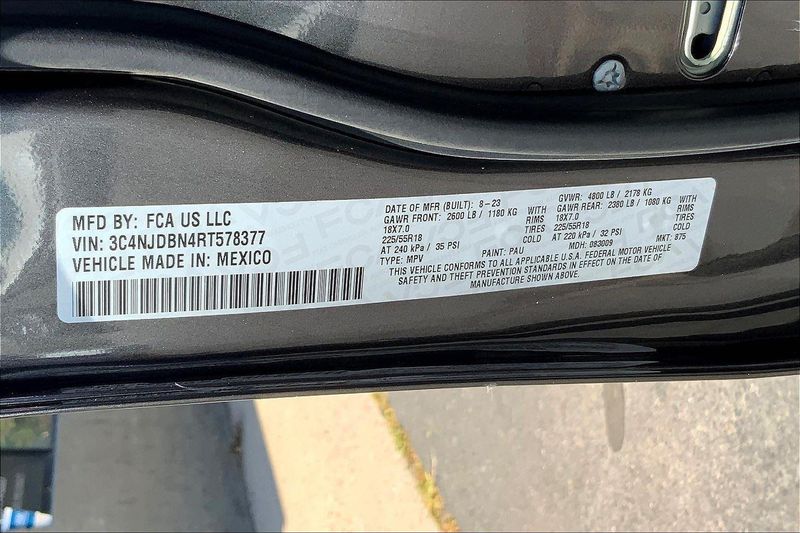 MFD BY: FCA US LLC
VIN: 3C4NJDBN4RT578377
VEHICLE MADE IN: MEXICO
DATE OF MFR (BUILT): 8-23 GVWR: 4800 LB / 2178 KG
GAWR FRONT: 2600 LB / 1180 KG WITH GAWR REAR: 2380 LB / 1080 KG WITH
18X7.0 RIMS 18X7.0 RIMS
225/55R18 TIRES 225/55R18 TIRES
AT 240 kPa / 35 PSI COLD AT 220 kPa / 32 PSI COLD
TYPE: MPV PAINT: PAU MDH: 083009 MKT: 875
THIS VEHICLE CONFORMS TO ALL APPLICABLE U.S.A. FEDERAL MOTOR VEHICLE
SAFETY AND THEFT PREVENTION STANDARDS IN EFFECT ON THE DATE OF
MANUFACTURE SHOWN ABOVE.